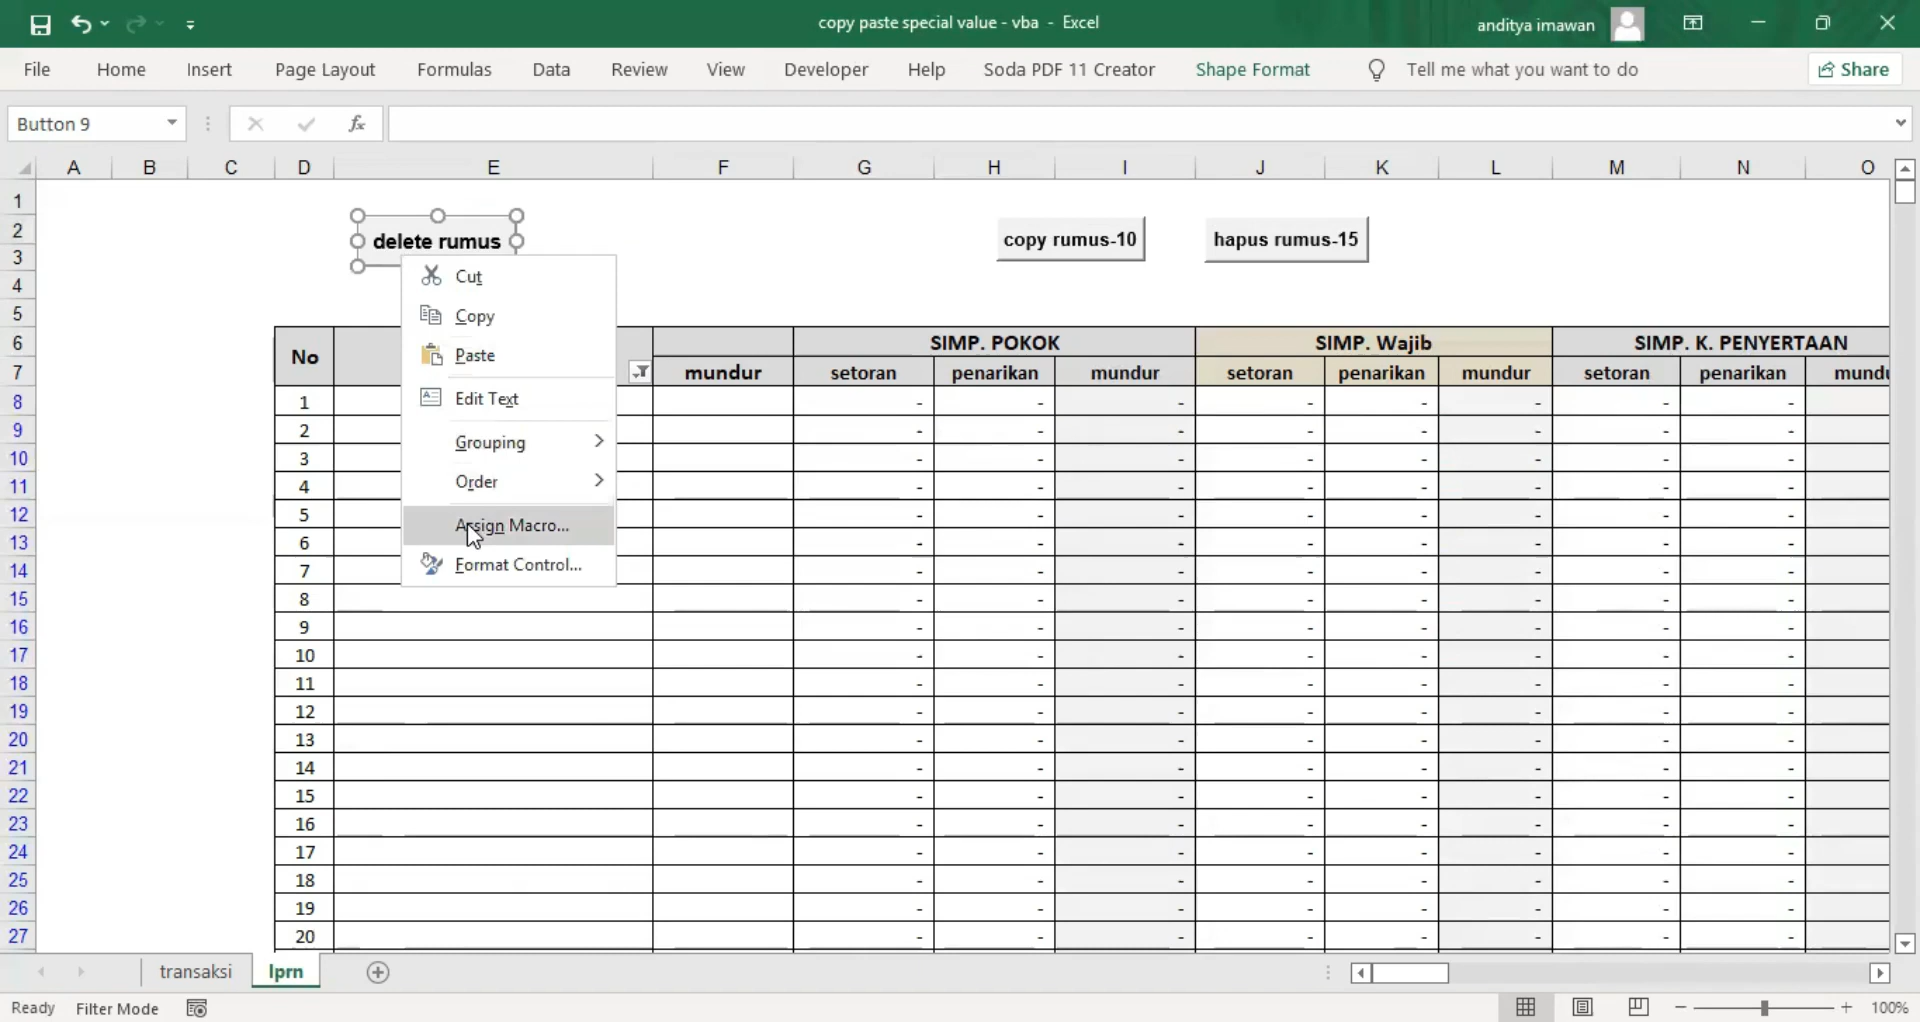 copy paste special value - vba - Excel
anditya imawan
File Home Insert Page Layout Formulas Data Review View Developer Help Soda PDF 11 Creator Shape Format Tell me what you want to do Share
Button 9 fx
A B C D E F G H I J K L M N O
1
2 delete rumus copy rumus-10 hapus rumus-15
3
4
5
6 No SIMP. POKOK SIMP. Wajib SIMP. K. PENYERTAAN
7 mundur setoran penarikan mundur setoran penarikan mundur setoran penarikan mundu
8 1 - - - - - - - -
9 2 - - - - - - - -
10 3 - - - - - - - -
11 4 - - - - - - - -
12 5 - - - - - - - -
13 6 - - - - - - - -
14 7 - - - - - - - -
15 8 - - - - - - - -
16 9 - - - - - - - -
17 10 - - - - - - - -
18 11 - - - - - - - -
19 12 - - - - - - - -
20 13 - - - - - - - -
21 14 - - - - - - - -
22 15 - - - - - - - -
23 16 - - - - - - - -
24 17 - - - - - - - -
25 18 - - - - - - - -
26 19 - - - - - - - -
27 20 - - - - - - - -
Cut
Copy
Paste
Edit Text
Grouping
Order
Assign Macro...
Format Control...
transaksi lprn
Ready Filter Mode 100%